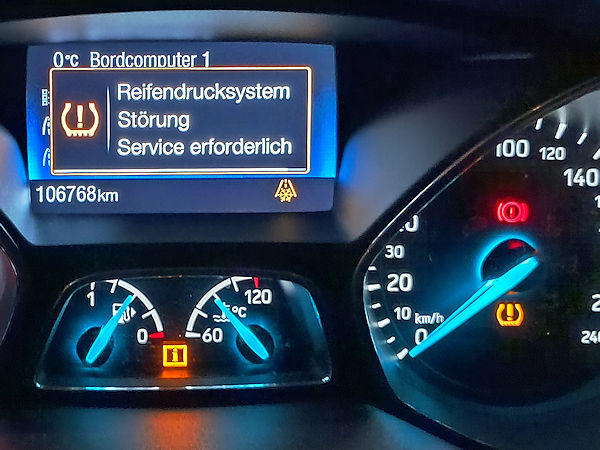 0°C Bordcomputer 1
Reifendrucksystem
Störung
Service erforderlich
106768km
1
0
60
120
°C
0
10
20
30
100
120
140
240
km/h